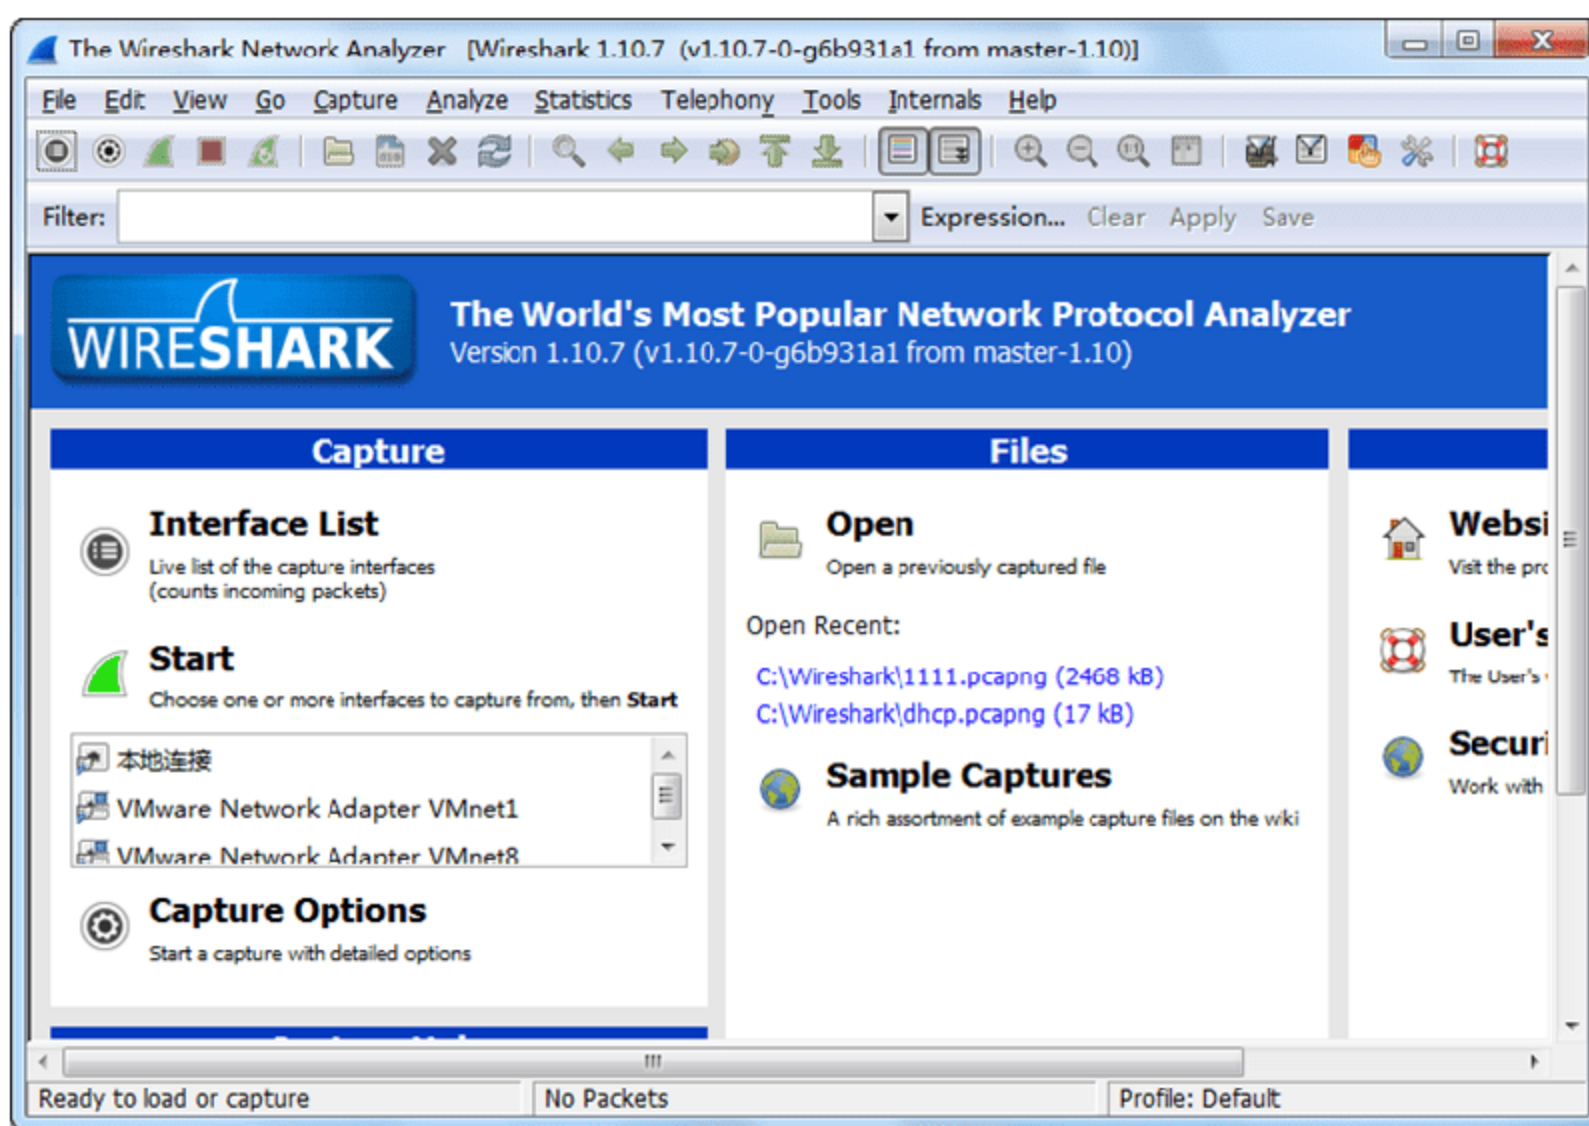 The Wireshark Network Analyzer [Wireshark 1.10.7 (v1.10.7-0-g6b931a1 from master-1.10)]
File Edit View Go Capture Analyze Statistics Telephony Tools Internals Help
Filter: Expression... Clear Apply Save
WIRESHARK
The World's Most Popular Network Protocol Analyzer
Version 1.10.7 (v1.10.7-0-g6b931a1 from master-1.10)
Capture
Interface List
Live list of the capture interfaces
(counts incoming packets)
Start
Choose one or more interfaces to capture from, then Start
本地连接
VMware Network Adapter VMnet1
VMware Network Adapter VMnet8
Capture Options
Start a capture with detailed options
Files
Open
Open a previously captured file
Open Recent:
C:\Wireshark\1111.pcapng (2468 kB)
C:\Wireshark\dhcp.pcapng (17 kB)
Sample Captures
A rich assortment of example capture files on the wiki
Websi
Visit the pro
User's
The User's
Securi
Work with
Ready to load or capture
No Packets
Profile: Default